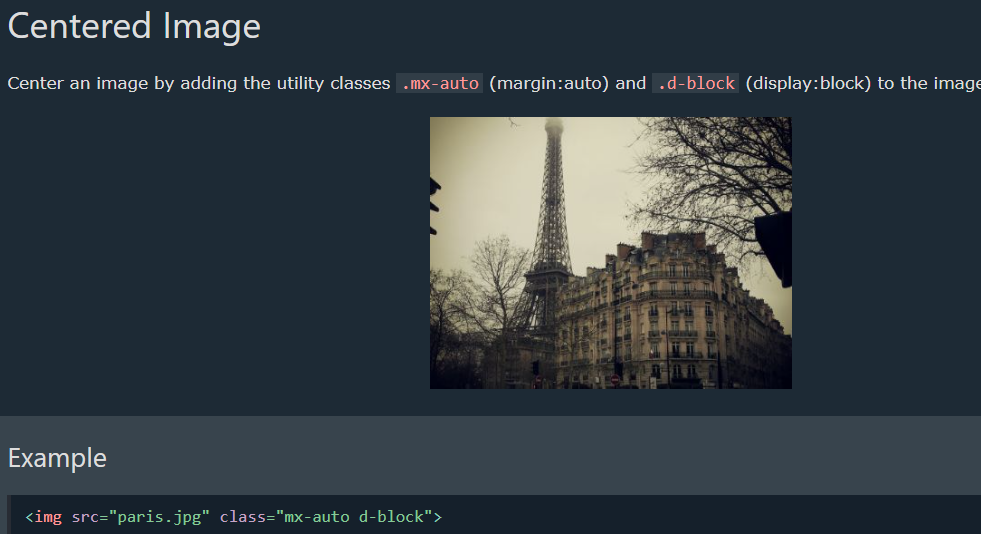 Centered Image
Center an image by adding the utility classes .mx-auto (margin:auto) and .d-block (display:block) to the image
Example
<img src="paris.jpg" class="mx-auto d-block">